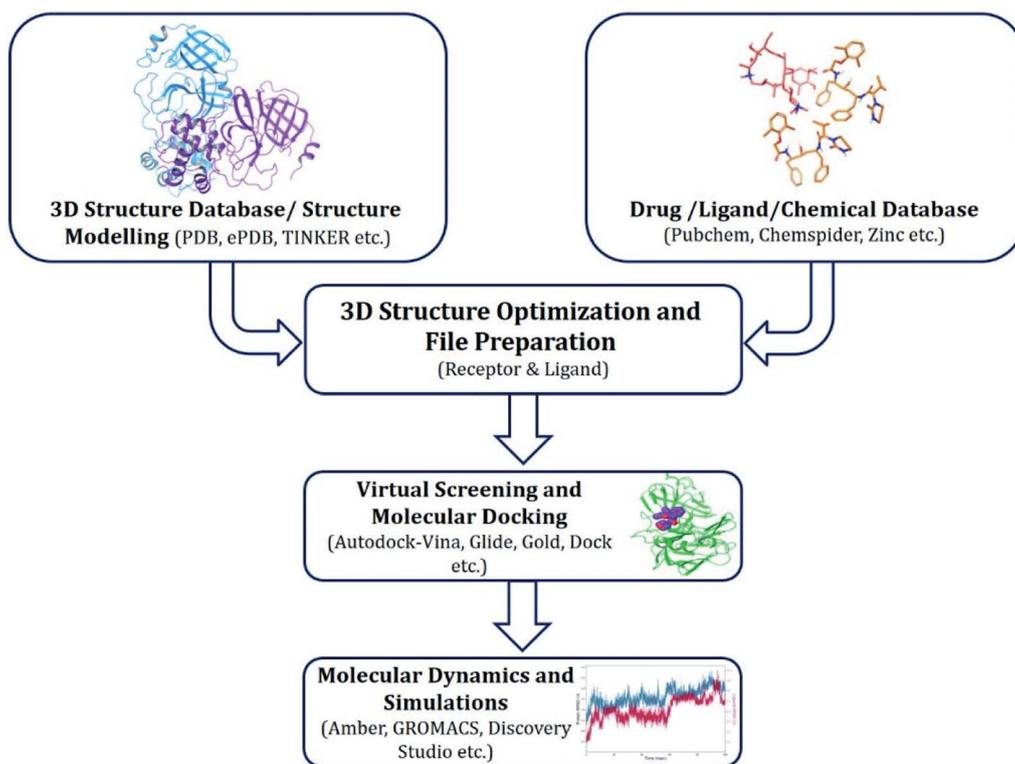 3D Structure Database/ Structure
Modelling (PDB, ePDB, TINKER etc.)
Drug /Ligand/Chemical Database
(Pubchem, Chemspider, Zinc etc.)
3D Structure Optimization and
File Preparation
(Receptor & Ligand)
Virtual Screening and
Molecular Docking
(Autodock-Vina, Glide, Gold, Dock
etc.)
Molecular Dynamics and
Simulations
(Amber, GROMACS, Discovery
Studio etc.)